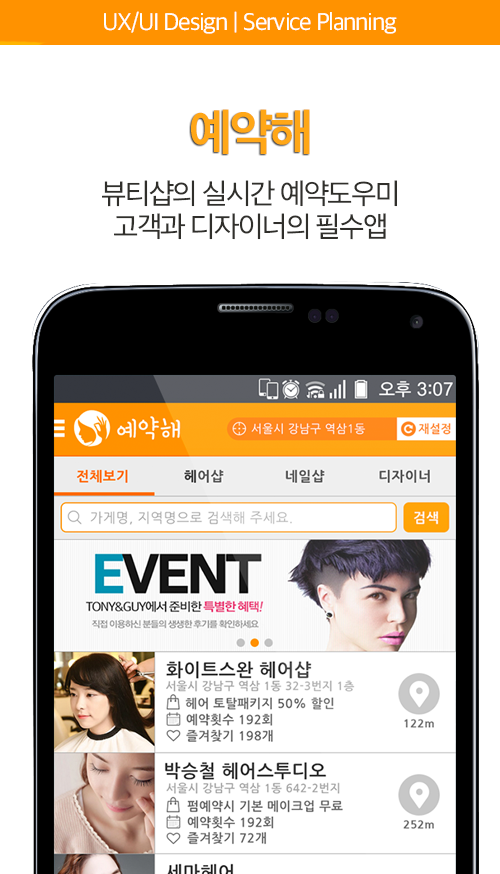 UX/UI Design | Service Planning
예약해
뷰티샵의 실시간 예약도우미
고객과 디자이너의 필수앱
오후 3:07
예약해
서울시 강남구 역삼1동
재설정
전체보기 헤어샵 네일샵 디자이너
가게명, 지역명으로 검색해 주세요.
검색
EVENT
TONY&GUY에서 준비한 특별한 혜택!
직접 이용하신 분들의 생생한 후기를 확인하세요
화이트스완 헤어샵
서울시 강남구 역삼 1동 32-3번지 1층
헤어 토탈패키지 50% 할인
예약횟수 192회
즐겨찾기 198개
122m
박승철 헤어스투디오
서울시 강남구 역삼 1동 642-2번지
펌예약시 기본 메이크업 무료
예약횟수 192회
즐겨찾기 72개
252m